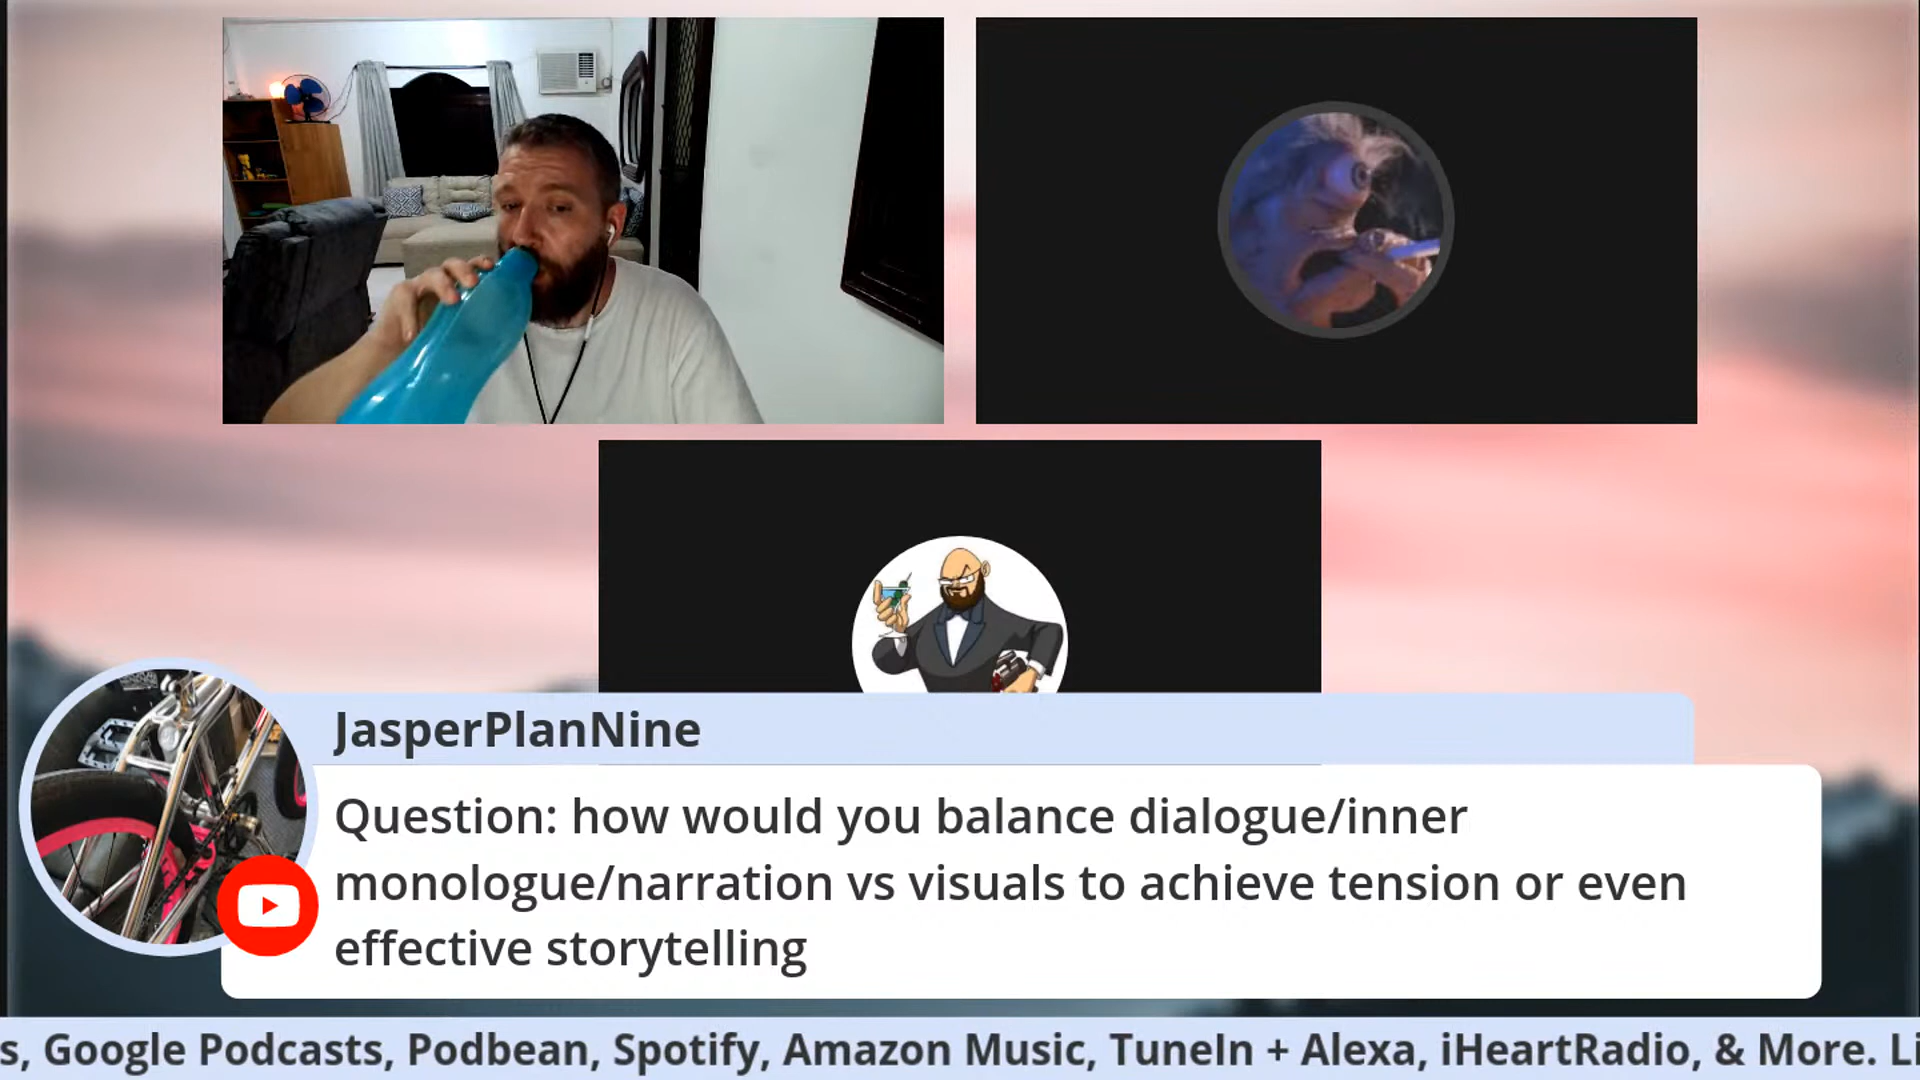 JasperPlanNine
Question: how would you balance dialogue/inner
monologue/narration vs visuals to achieve tension or even
effective storytelling
s, Google Podcasts, Podbean, Spotify, Amazon Music, TuneIn + Alexa, iHeartRadio, & More. Li